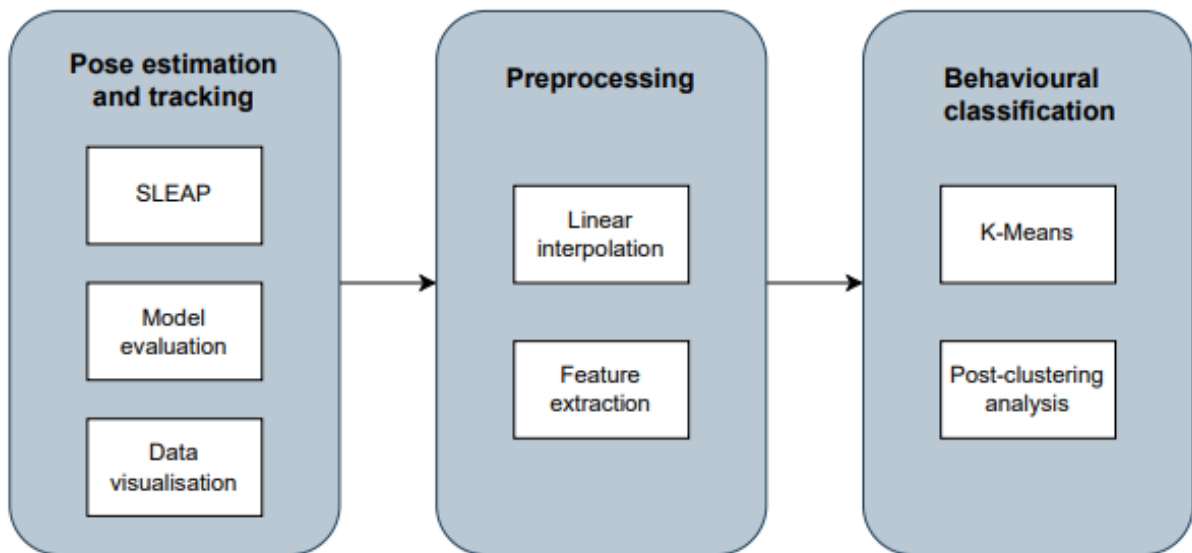 Pose estimation
and tracking
SLEAP
Model
evaluation
Data
visualisation
Preprocessing
Linear
interpolation
Feature
extraction
Behavioural
classification
K-Means
Post-clustering
analysis